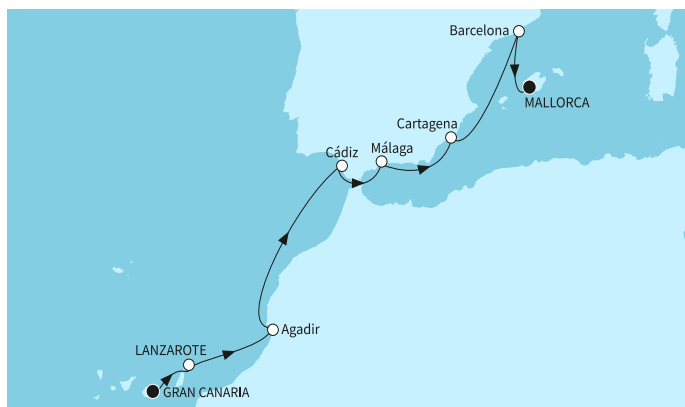 Barcelona
MALLORCA
Cartagena
Málaga
Cádiz
Agadir
LANZAROTE
GRAN CANARIA